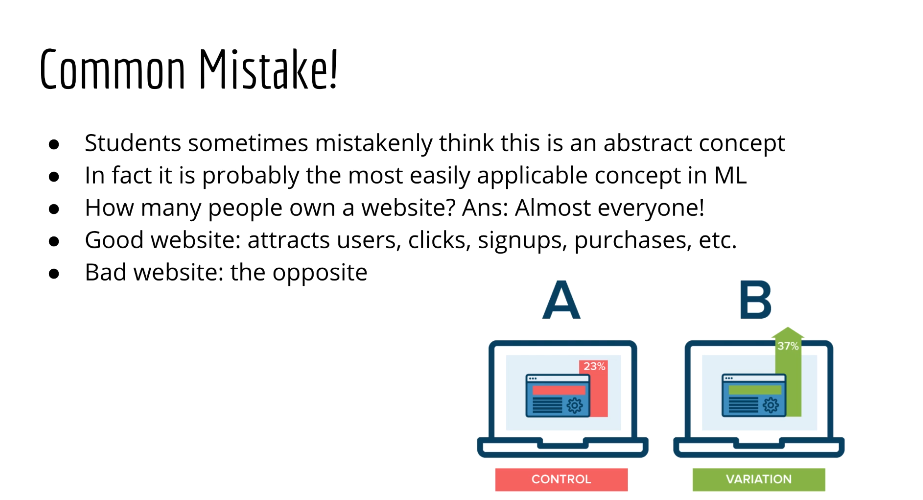 Common Mistake!
● Students sometimes mistakenly think this is an abstract concept
● In fact it is probably the most easily applicable concept in ML
● How many people own a website? Ans: Almost everyone!
● Good website: attracts users, clicks, signups, purchases, etc.
● Bad website: the opposite
A
B
23%
37%
CONTROL
VARIATION